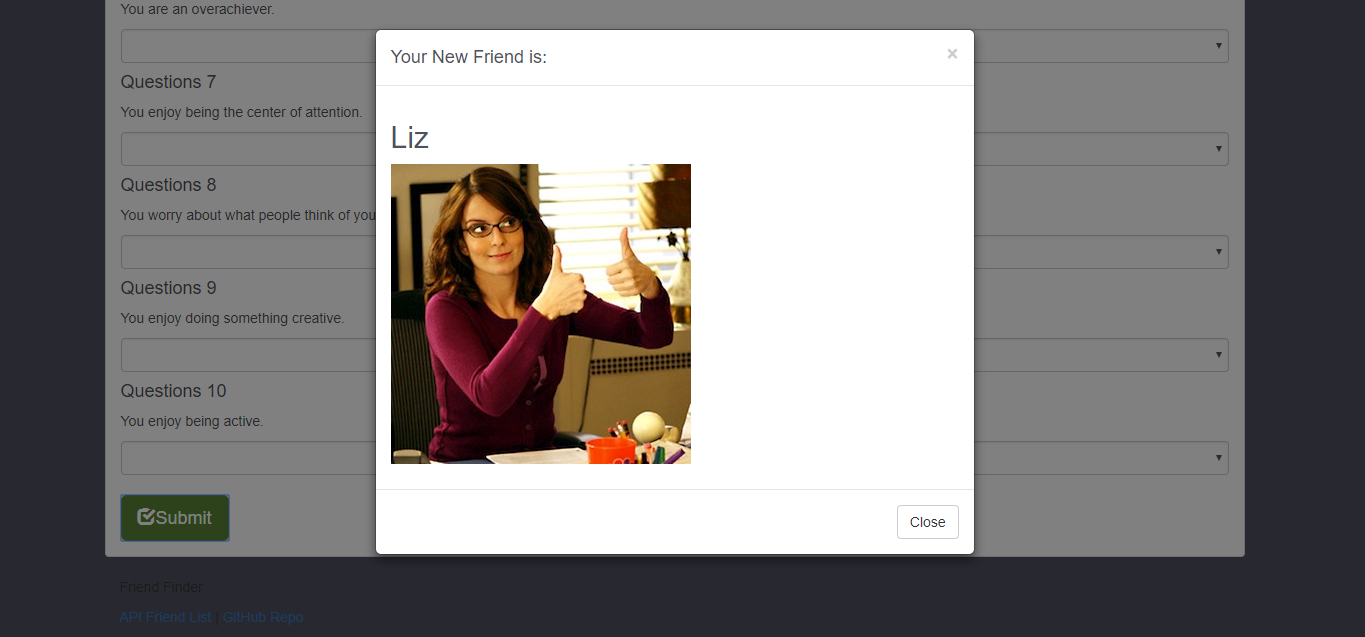 You are an overachiever.
Your New Friend is:
×
Questions 7
You enjoy being the center of attention.
Liz
Questions 8
You worry about what people think of you
Questions 9
You enjoy doing something creative.
Questions 10
You enjoy being active.
Submit
Close
Friend Finder
API Friend List | GitHub Repo